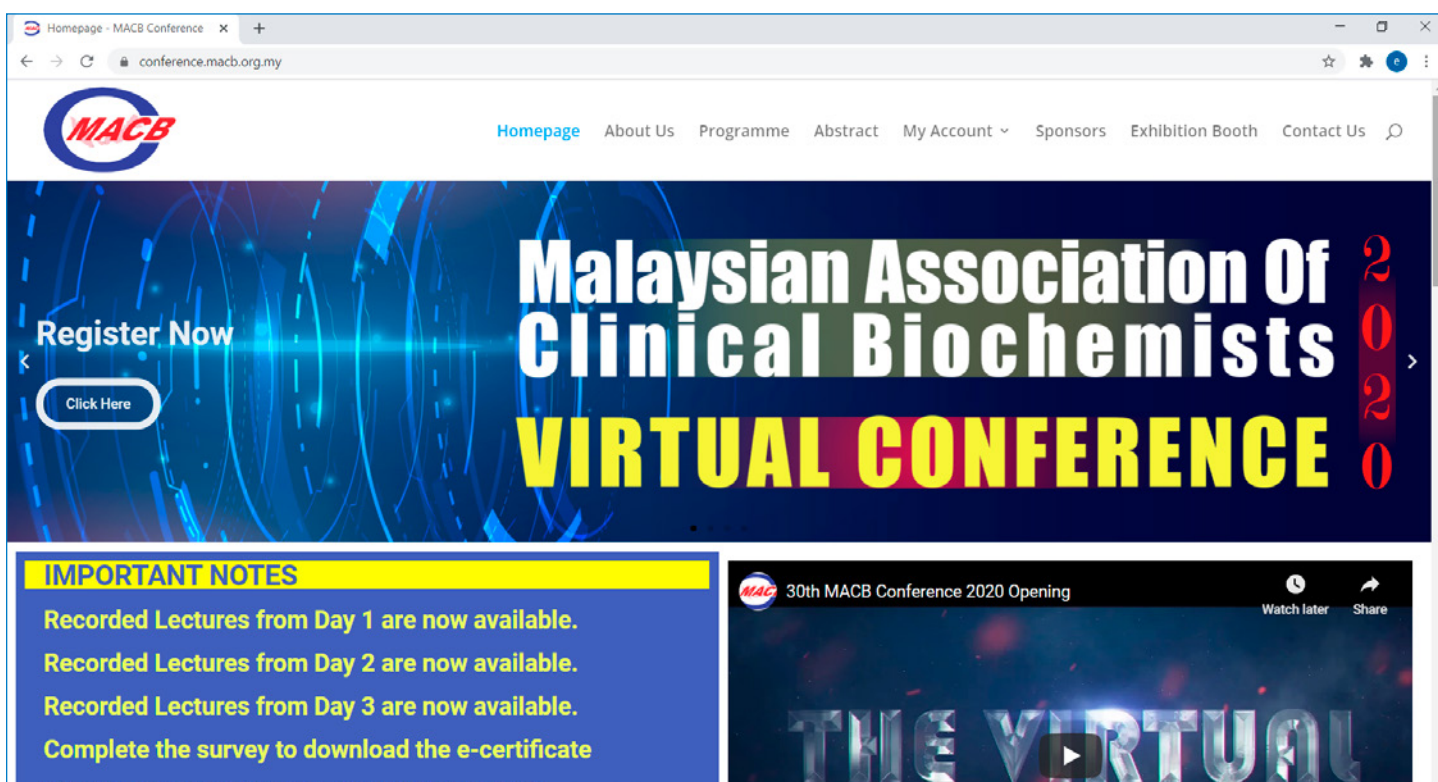 Homepage - MACB Conference
conference.macb.org.my
e
MACB
Homepage About Us Programme Abstract My Account Sponsors Exhibition Booth Contact Us
Register Now
Click Here
Malaysian Association Of
Clinical Biochemists
VIRTUAL CONFERENCE
2020
IMPORTANT NOTES
Recorded Lectures from Day 1 are now available.
Recorded Lectures from Day 2 are now available.
Recorded Lectures from Day 3 are now available.
Complete the survey to download the e-certificate
MACB
30th MACB Conference 2020 Opening
Watch later Share
THE VIRTUAL